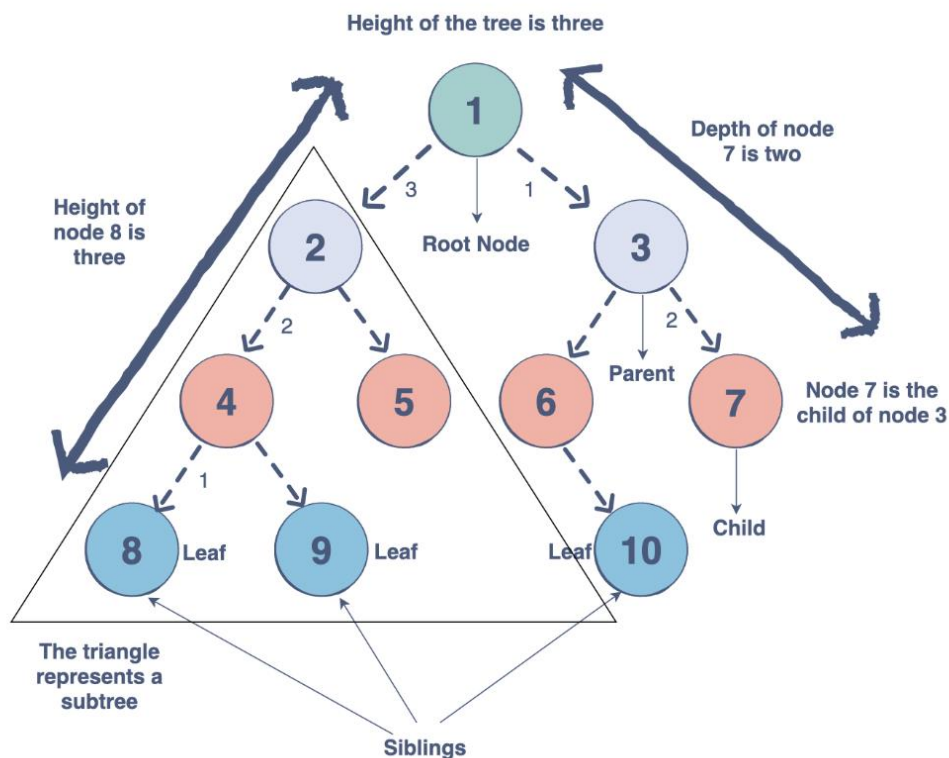 Height of the tree is three
1
Depth of node
7 is two
3
1
Height of
node 8 is
three
2
Root Node
3
2
2
Parent
4
5
6
7
Node 7 is the
child of node 3
1
8
Leaf
9
Leaf
Leaf
10
Child
The triangle
represents a
subtree
Siblings